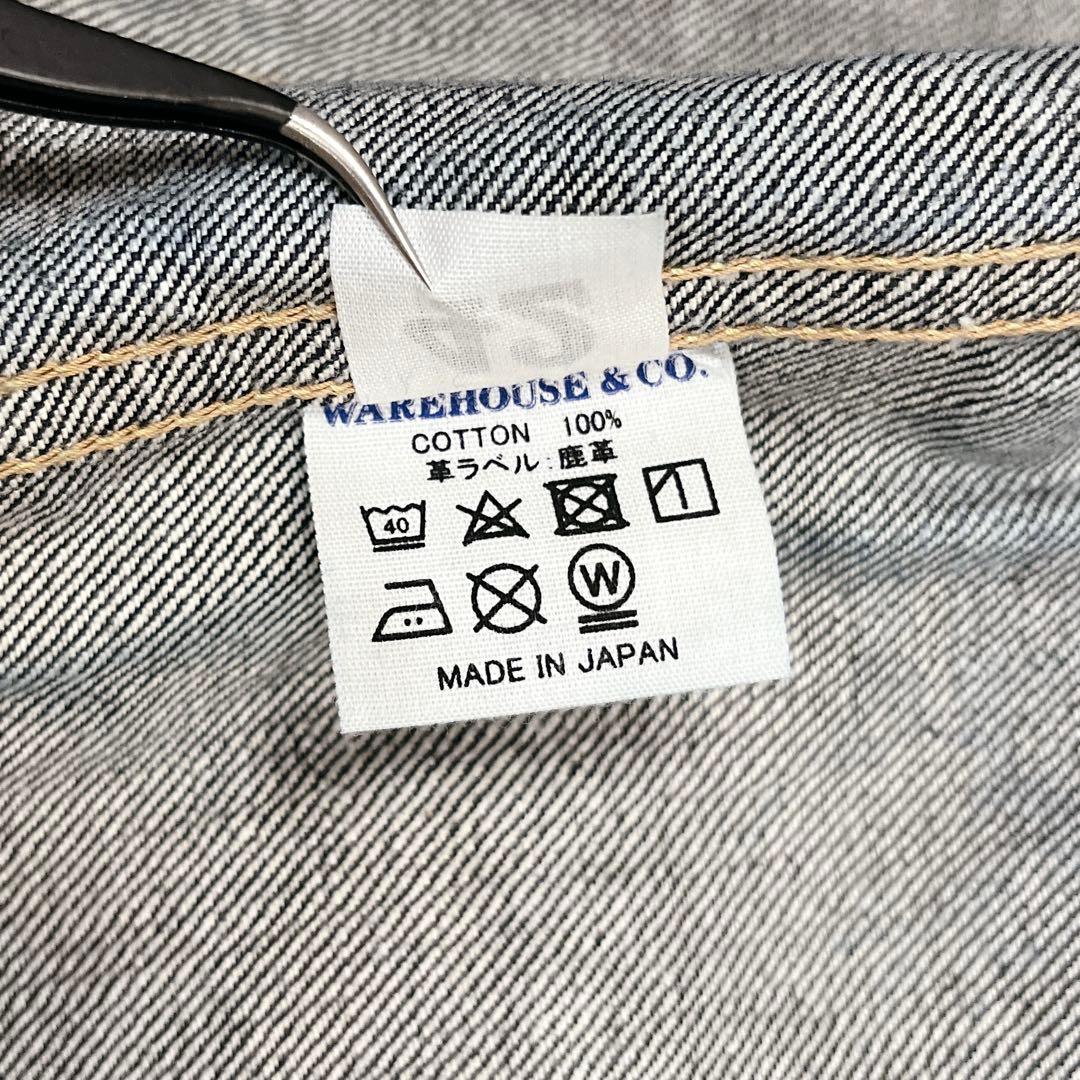 WAREHOUSE & CO.
COTTON 100%
革ラベル:鹿革
40
W
MADE IN JAPAN